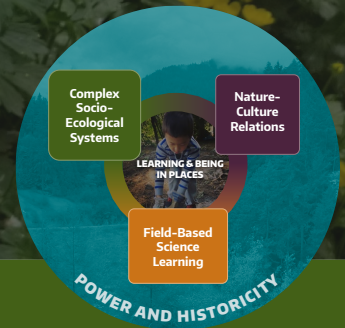 Complex
Socio-
Ecological
Systems
Nature-
Culture
Relations
LEARNING & BEING
IN PLACES
Field-Based
Science
Learning
POWER AND HISTORICITY